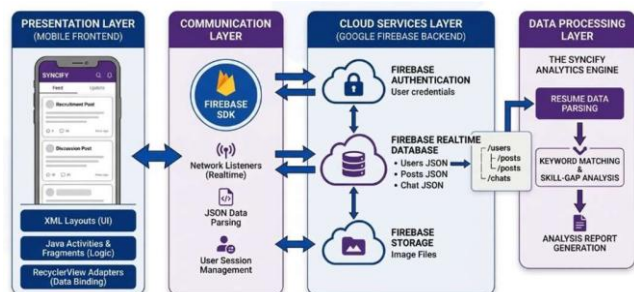 PRESENTATION LAYER
(MOBILE FRONTEND)
SYNCIFY
Feed
Recruitment Post
Discussion Post
XML Layouts (UI)
Java Activities &
Fragments (Logic)
RecyclerView Adapters
(Data Binding)
COMMUNICATION
LAYER
FIREBASE
SDK
Network Listeners
(Realtime)
JSON Data
Parsing
User Session
Management
CLOUD SERVICES LAYER
(GOOGLE FIREBASE BACKEND)
FIREBASE
AUTHENTICATION
User credentials
FIREBASE REALTIME
DATABASE
• Users JSON
• Posts JSON
• Chat JSON
FIREBASE
STORAGE
Image Files
/users
/posts
/posts
/chats
DATA PROCESSING
LAYER
THE SYNCIFY
ANALYTICS ENGINE
RESUME DATA
PARSING
KEYWORD MATCHING
&
SKILL-GAP ANALYSIS
ANALYSIS REPORT
GENERATION